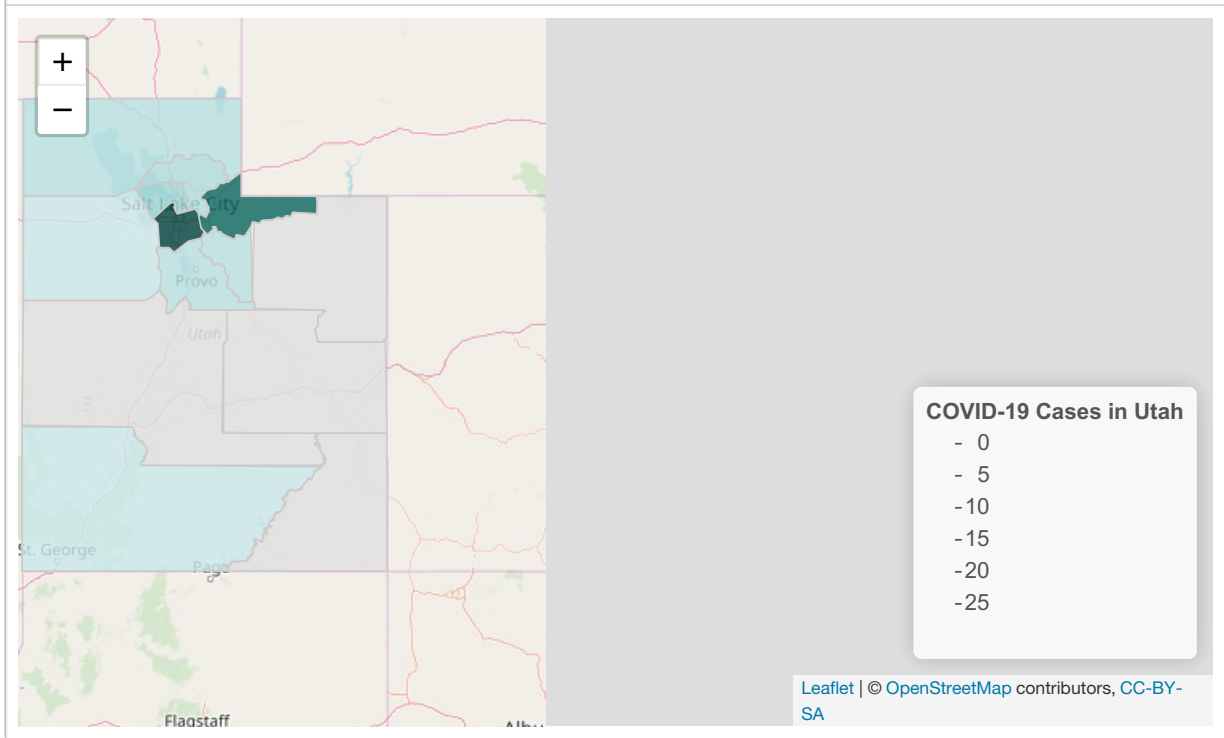 +
−
Salt Lake City
Provo
Utah
St. George
Page
Flagstaff
COVID-19 Cases in Utah
- 0
- 5
-10
-15
-20
-25
Leaflet | © OpenStreetMap contributors, CC-BY-
SA